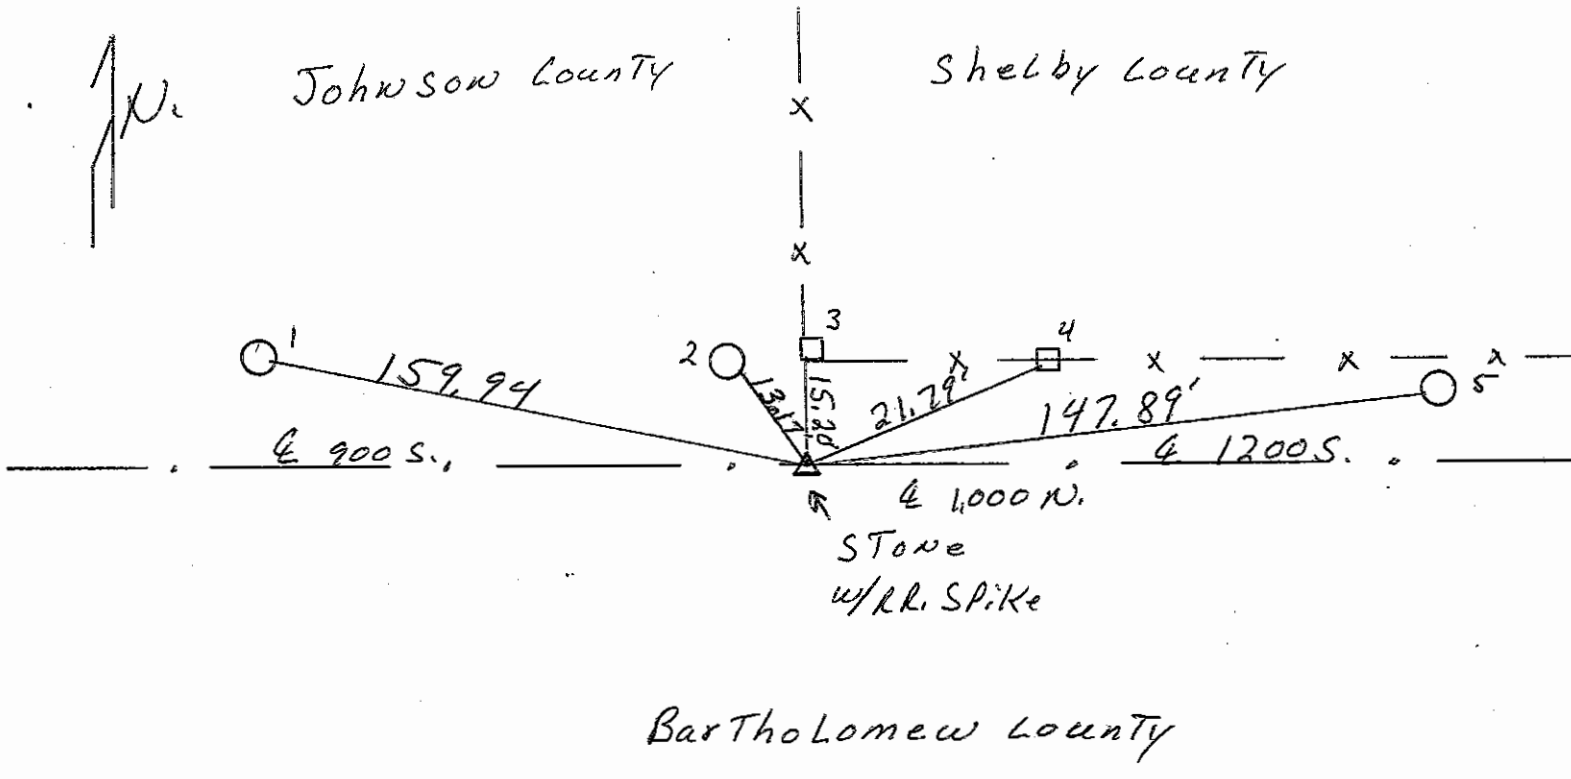 N.
Johnson County
Shelby County
x
x
1
159.94
2
13.17
3
15.20'
4
21.79'
x x x x
147.89'
5
℄ 900 S.
℄ 1200 S.
℄ 1,000 N.
STone
w/RR. SPiKe
BarTholomew County